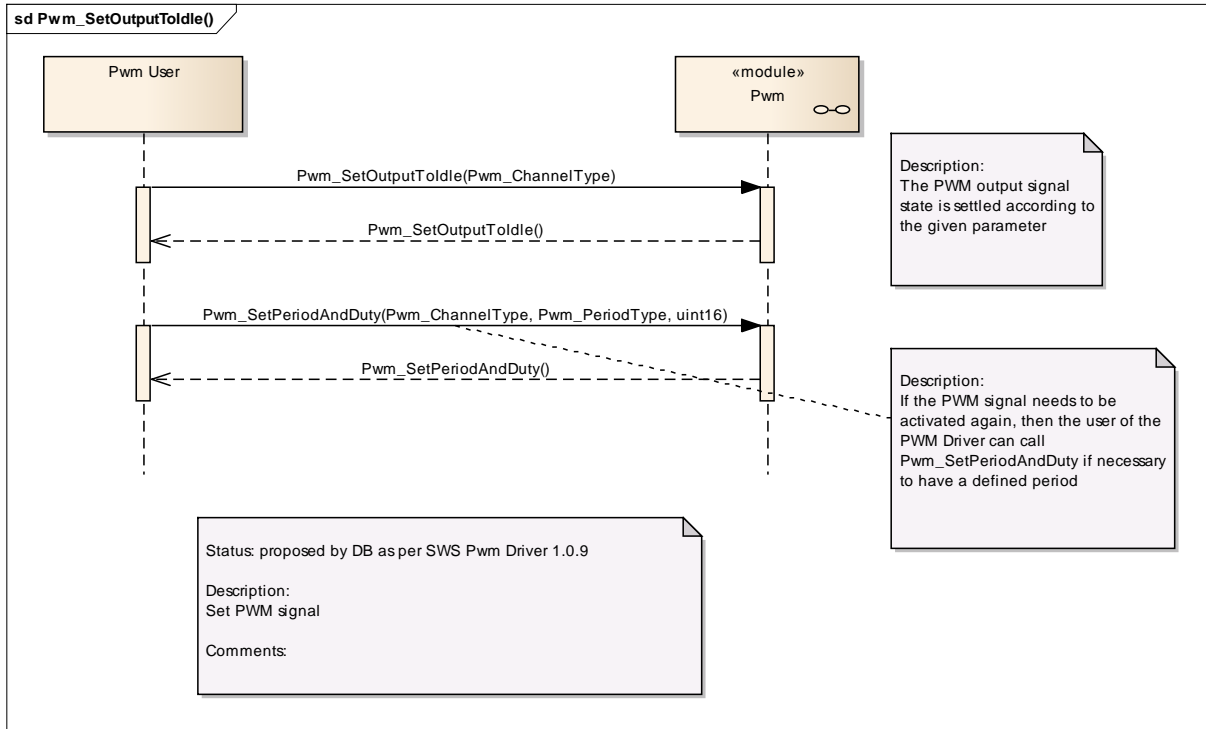 sd Pwm_SetOutputToIdle()
Pwm User
«module»
Pwm
Description:
The PWM output signal
state is settled according to
the given parameter
Pwm_SetOutputToIdle(Pwm_ChannelType)
Pwm_SetOutputToIdle()
Pwm_SetPeriodAndDuty(Pwm_ChannelType, Pwm_PeriodType, uint16)
Pwm_SetPeriodAndDuty()
Description:
If the PWM signal needs to be
activated again, then the user of the
PWM Driver can call
Pwm_SetPeriodAndDuty if necessary
to have a defined period
Status: proposed by DB as per SWS Pwm Driver 1.0.9
Description:
Set PWM signal
Comments: